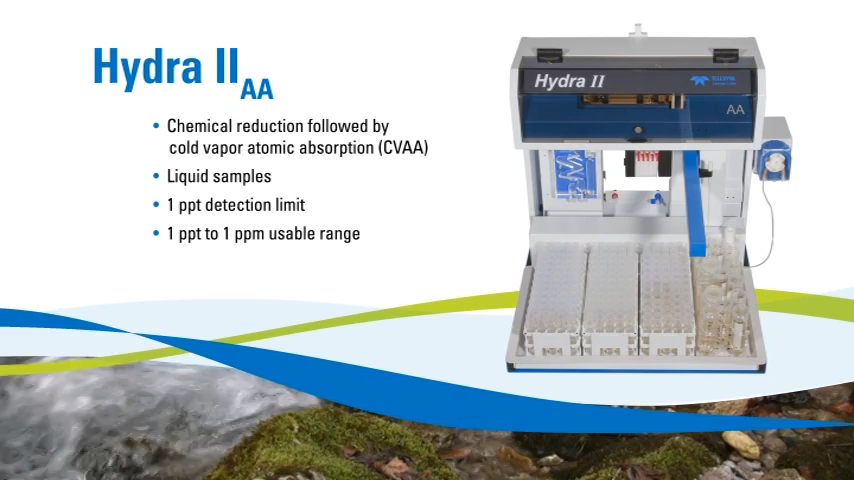 Hydra II AA
• Chemical reduction followed by
cold vapor atomic absorption (CVAA)
• Liquid samples
• 1 ppt detection limit
• 1 ppt to 1 ppm usable range
Hydra II
TELEDYNE
AA